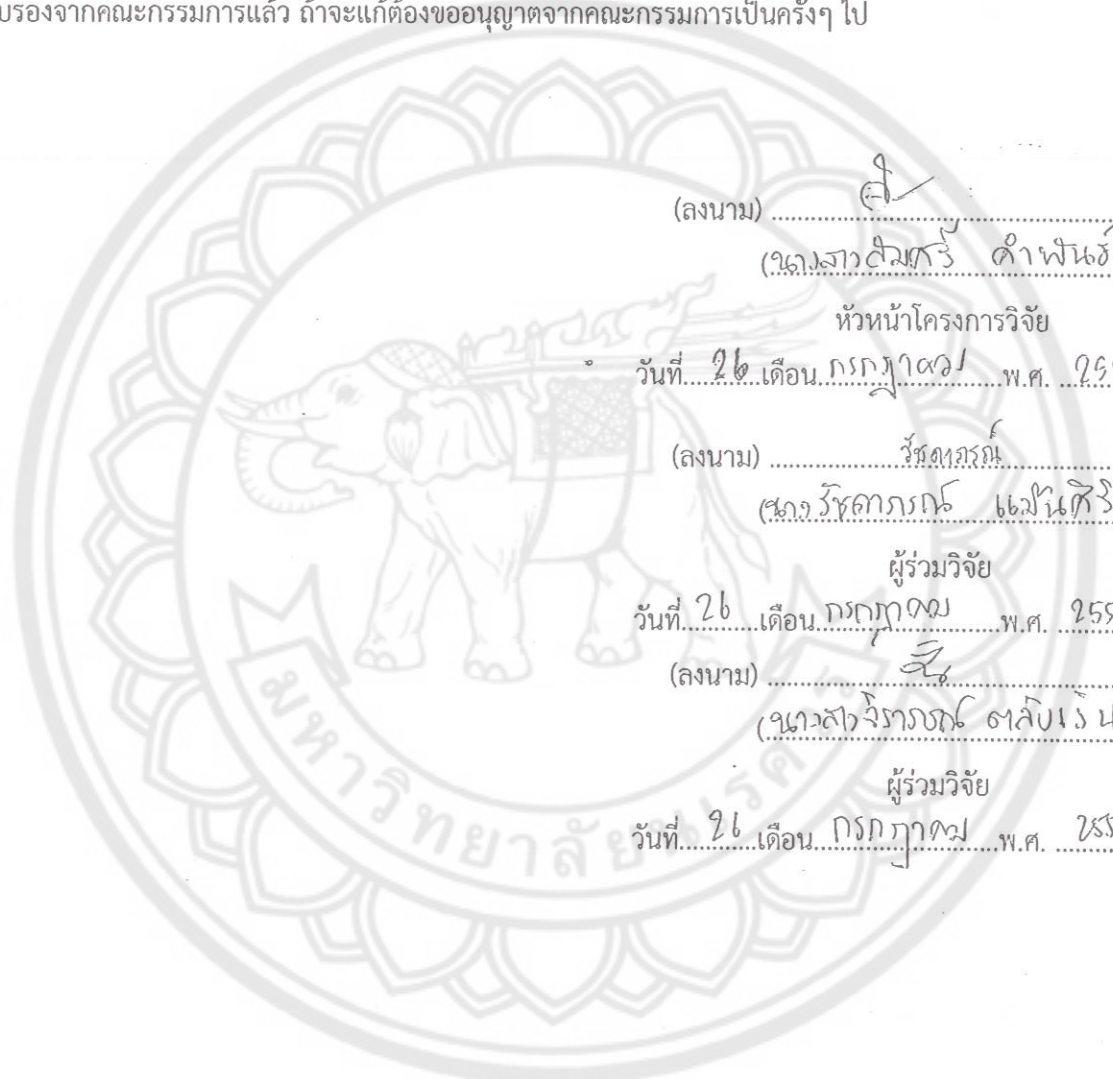 บรองจากคณะกรรมการแล้ว ถ้าจะแก้ต้องขออนุญาตจากคณะกรรมการเป็นครั้งๆ ไป
(ลงนาม)
(นางสาวสมศรี คำพันธ์
หัวหน้าโครงการวิจัย
วันที่ 26 เดือน กรกฎาคม พ.ศ. 25
(ลงนาม) รัชดาภรณ์
(นางรัชดาภรณ์ แม้นศิริ
ผู้ร่วมวิจัย
วันที่ 26 เดือน กรกฎาคม พ.ศ. 255
(ลงนาม)
(นางสาวจิราภรณ์ ตลับเงิน
ผู้ร่วมวิจัย
วันที่ 26 เดือน กรกฎาคม พ.ศ. 255
มหาวิทยาลัยนเรศวร